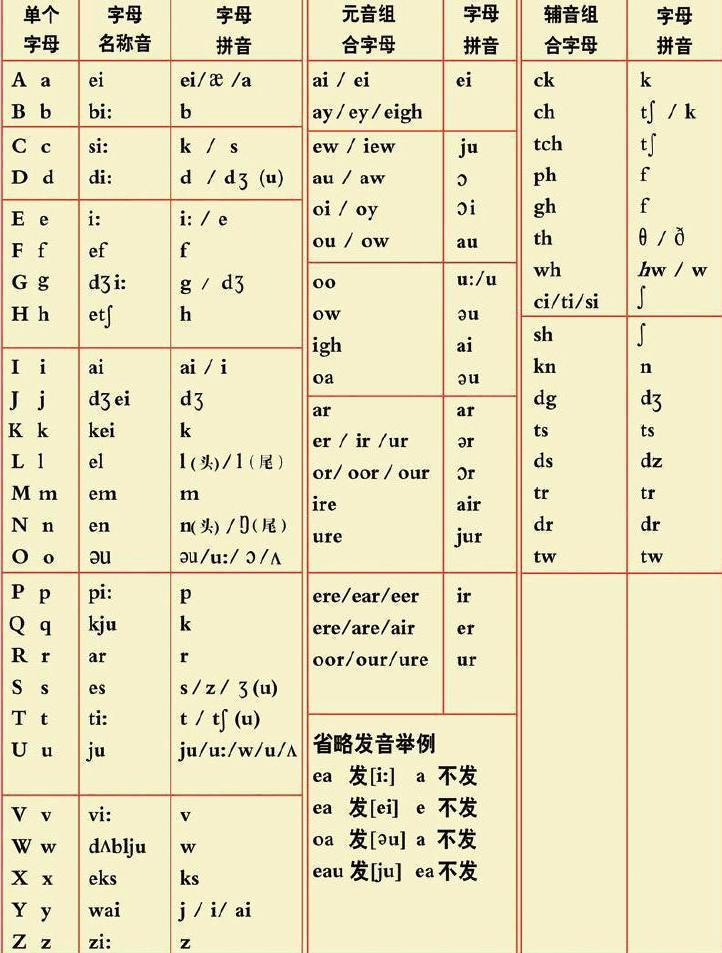 单个 字母 字母
字母 名称音 拼音
A a ei ei/æ /a
B b bi: b
C c si: k / s
D d di: d / dʒ (u)
E e i: i: / e
F f ef f
G g dʒi: g / dʒ
H h etʃ h
I i ai ai / i
J j dʒei dʒ
K k kei k
L l el l(头)/l(尾)
M m em m
N n en n(头)/ŋ(尾)
O o əu əu/u:/ɔ/ʌ
P p pi: p
Q q kju k
R r ar r
S s es s/z/ʒ(u)
T t ti: t / tʃ(u)
U u ju ju/u:/w/u/ʌ
V v vi: v
W w dʌblju w
X x eks ks
Y y wai j / i/ ai
Z z zi: z
元音组 字母
合字母 拼音
ai / ei ei
ay/ey/eigh
ew / iew ju
au / aw ɔ
oi / oy ɔi
ou / ow au
oo u:/u
ow əu
igh ai
oa əu
ar ar
er / ir /ur ər
or/ oor / our ɔr
ire air
ure jur
ere/ear/eer ir
ere/are/air er
oor/our/ure ur
省略发音举例
ea 发[i:] a 不发
ea 发[ei] e 不发
oa 发[əu] a 不发
eau 发[ju] ea不发
辅音组 字母
合字母 拼音
ck k
ch tʃ / k
tch tʃ
ph f
gh f
th θ / ð
wh hw / w
ci/ti/si ʃ
sh ʃ
kn n
dg dʒ
ts ts
ds dz
tr tr
dr dr
tw tw